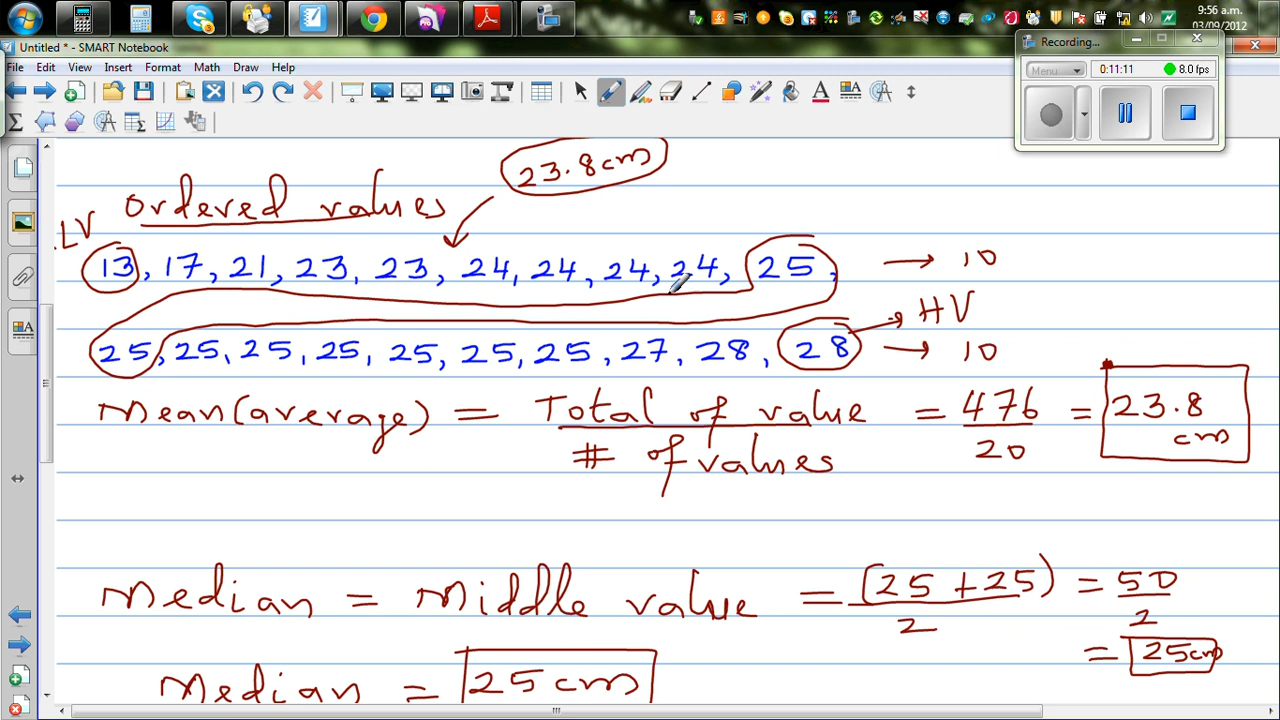 9:56 a.m.
03/09/2012
Untitled * - SMART Notebook
Recording...
File Edit View Insert Format Math Draw Help
Menu 0:11:11 8.0 fps
23.8cm
Ordered values
LV
13, 17, 21, 23, 23, 24, 24, 24, 24, 25, → 10
HV
25, 25, 25, 25, 25, 25, 25, 27, 28, 28 → 10
Mean(average) = Total of value / # of values = 476 / 20 = 23.8 cm
Median = Middle value = (25 + 25) / 2 = 50 / 2
= 25cm
Median = 25cm